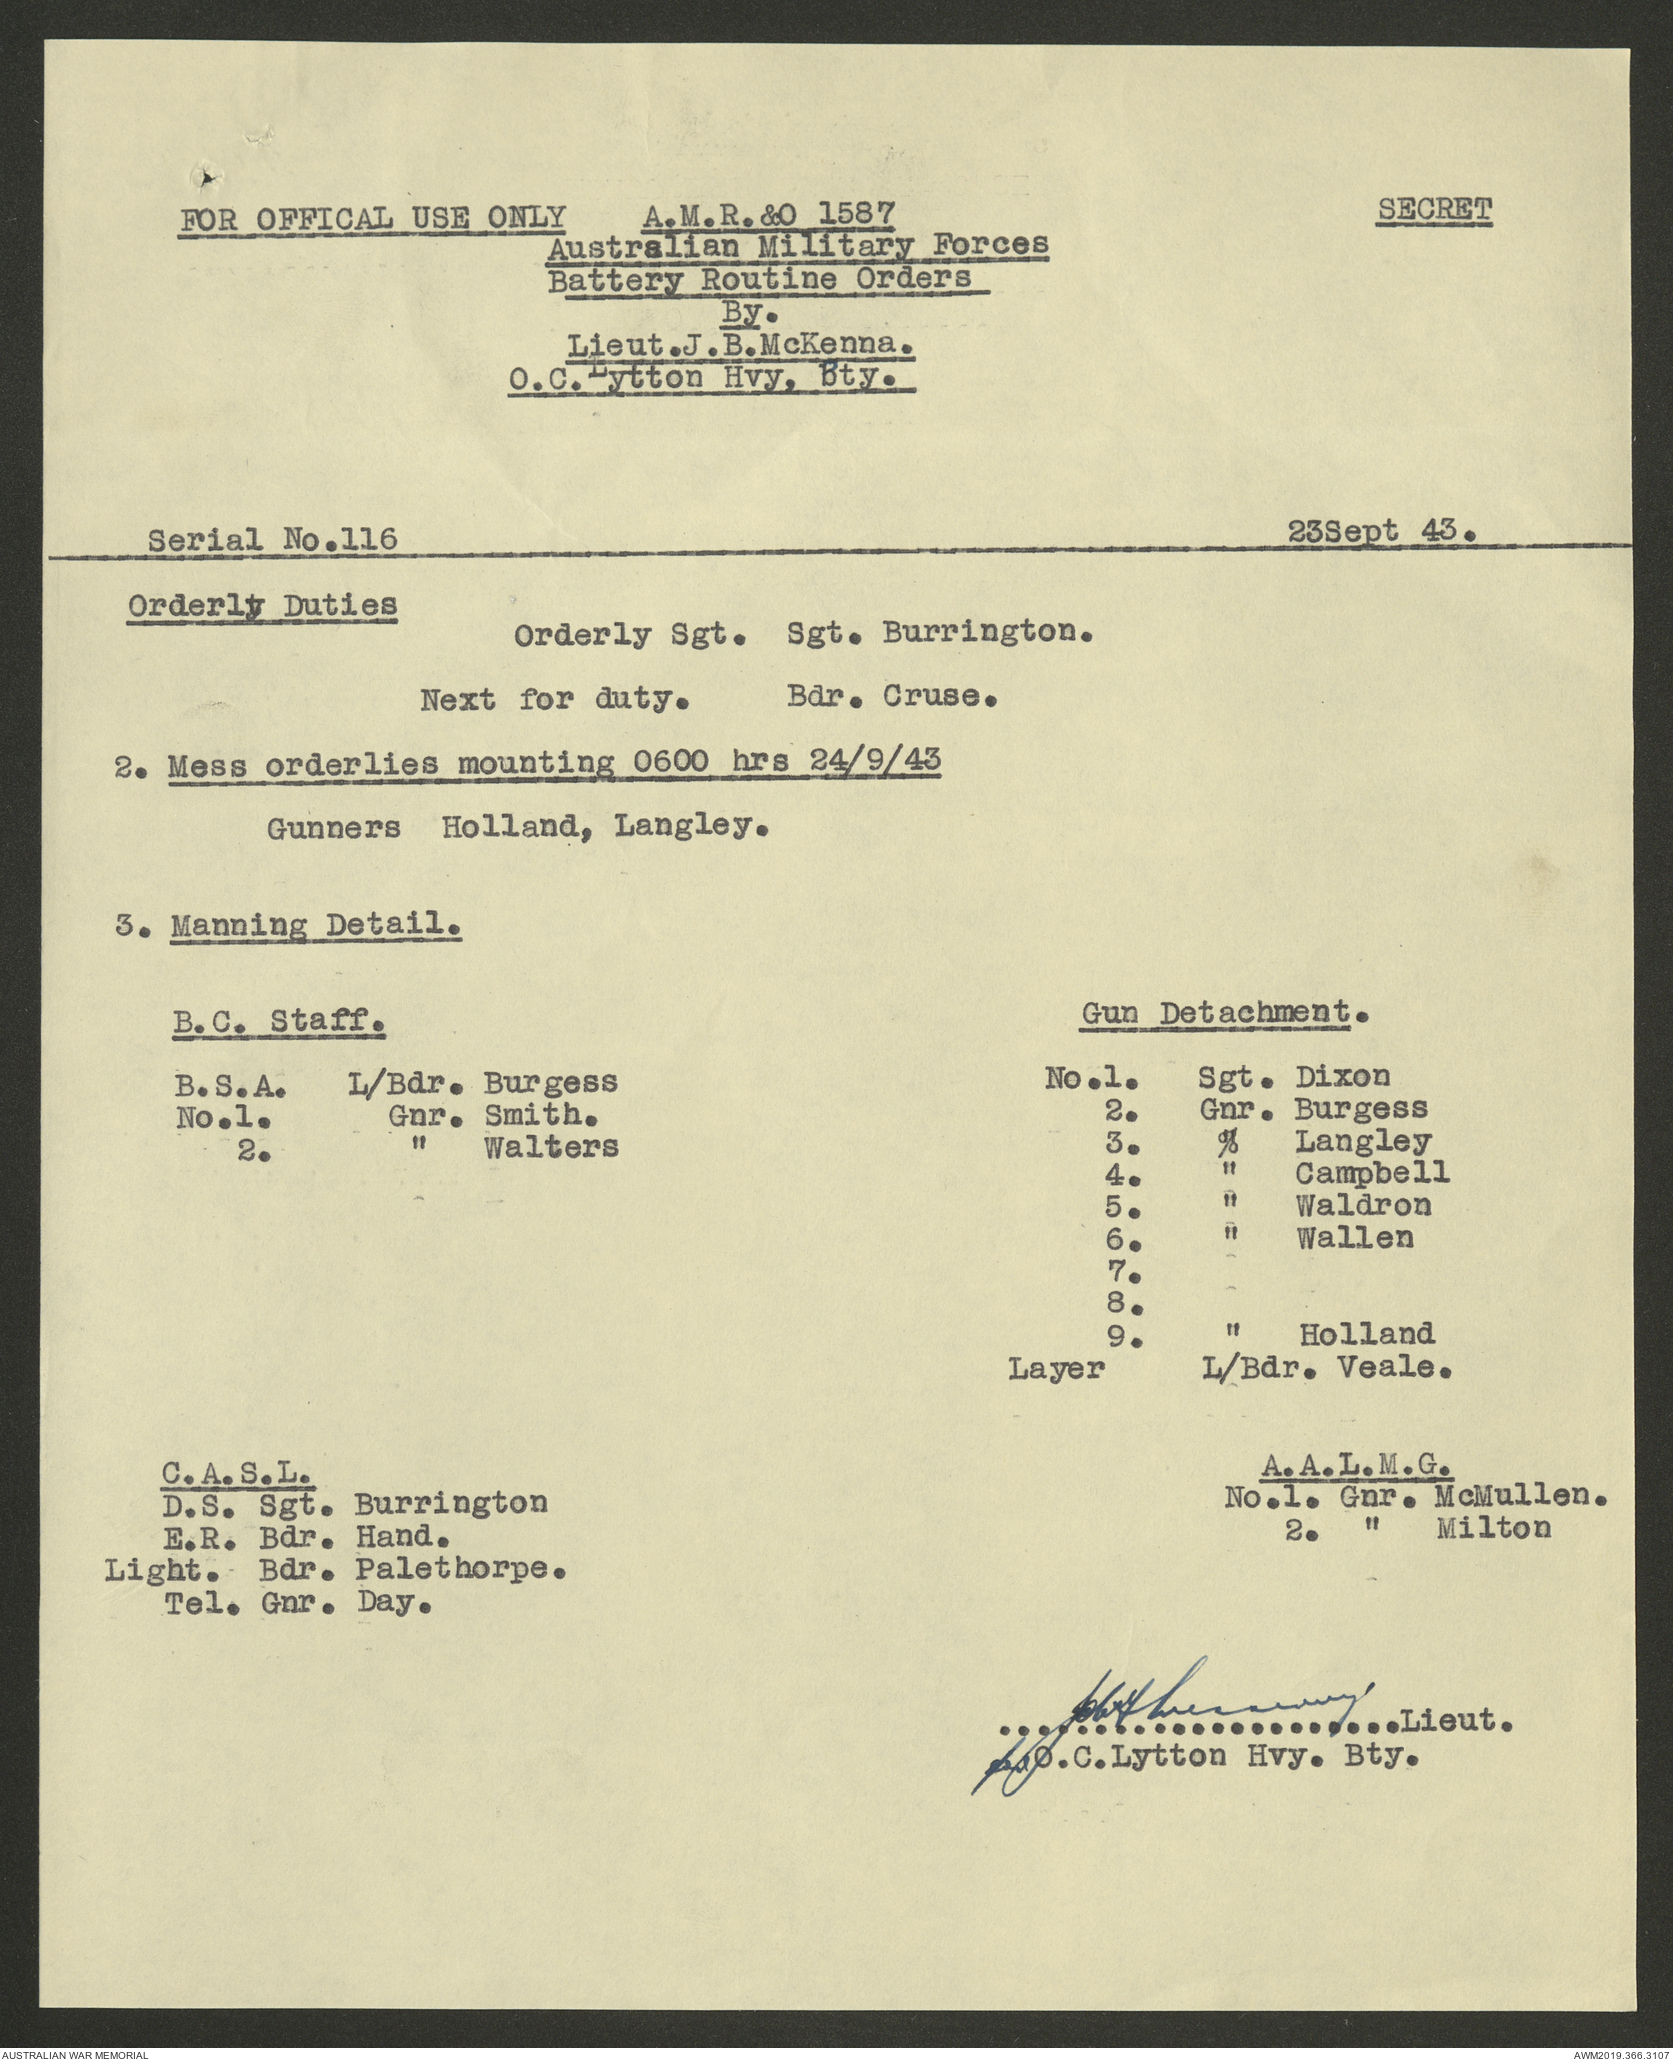 FOR OFFICAL USE ONLY A.M.R.&O 1587 SECRET
Australian Military Forces
Battery Routine Orders
By.
Lieut.J.B.McKenna.
O.C.Lytton Hvy, Bty.
Serial No.116 23Sept 43.
Orderly Duties
Orderly Sgt. Sgt. Burrington.
Next for duty. Bdr. Cruse.
2. Mess orderlies mounting 0600 hrs 24/9/43
Gunners Holland, Langley.
3. Manning Detail.
B.C. Staff.
B.S.A. L/Bdr. Burgess
No.1. Gnr. Smith.
2. " Walters
Gun Detachment.
No.1. Sgt. Dixon
2. Gnr. Burgess
3. " Langley
4. " Campbell
5. " Waldron
6. " Wallen
7.
8.
9. " Holland
Layer L/Bdr. Veale.
C.A.S.L.
D.S. Sgt. Burrington
E.R. Bdr. Hand.
Light. Bdr. Palethorpe.
Tel. Gnr. Day.
A.A.L.M.G.
No.1. Gnr. McMullen.
2. " Milton
.....................Lieut.
O.C.Lytton Hvy. Bty.
AUSTRALIAN WAR MEMORIAL AWM2019.366.3107